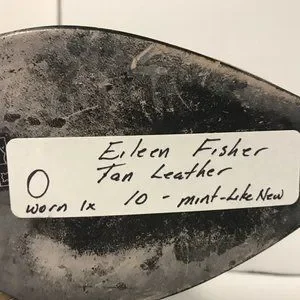 Eileen Fisher
Tan Leather
O
worn 1x 10 - mint-Like New